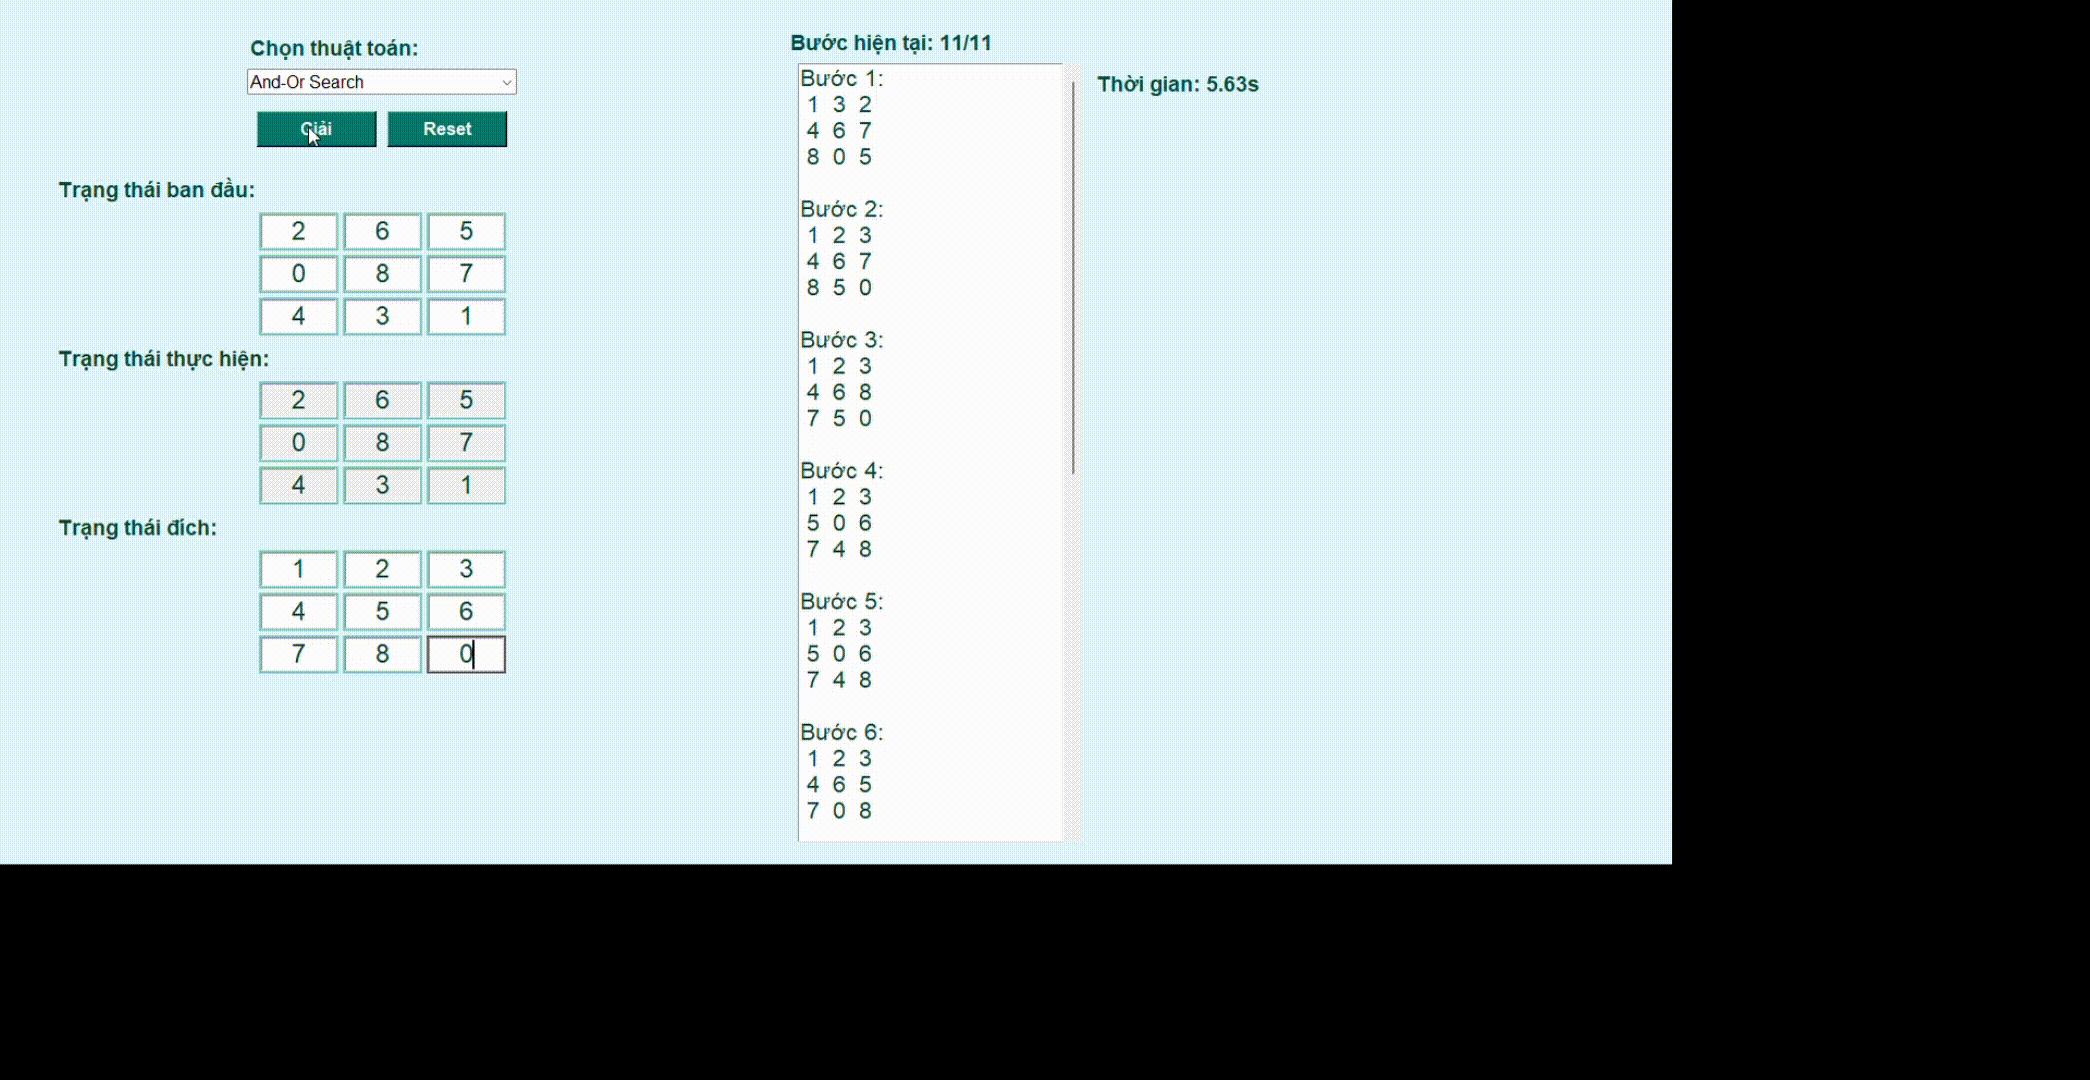 Chọn thuật toán:
And-Or Search
Giải Reset
Trạng thái ban đầu:
2 6 5
0 8 7
4 3 1
Trạng thái thực hiện:
2 6 5
0 8 7
4 3 1
Trạng thái đích:
1 2 3
4 5 6
7 8 0
Bước hiện tại: 11/11
Bước 1:
1 3 2
4 6 7
8 0 5
Bước 2:
1 2 3
4 6 7
8 5 0
Bước 3:
1 2 3
4 6 8
7 5 0
Bước 4:
1 2 3
5 0 6
7 4 8
Bước 5:
1 2 3
5 0 6
7 4 8
Bước 6:
1 2 3
4 6 5
7 0 8
Thời gian: 5.63s